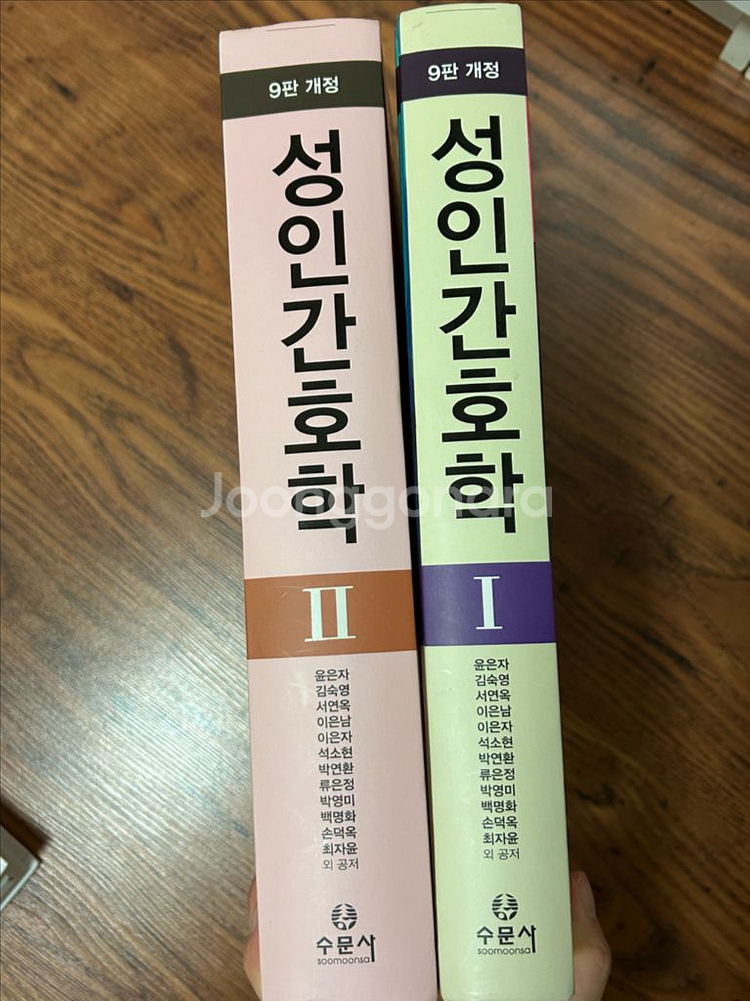 9판 개정
성인간호학
II
윤은자
김숙영
서연옥
이은남
이은자
석소현
박연환
류은정
박영미
백명화
손덕옥
최자윤
외 공저
수문사
soomoonsa
9판 개정
성인간호학
I
윤은자
김숙영
서연옥
이은남
이은자
석소현
박연환
류은정
박영미
백명화
손덕옥
최자윤
외 공저
수문사
soomoonsa
Joonggonara